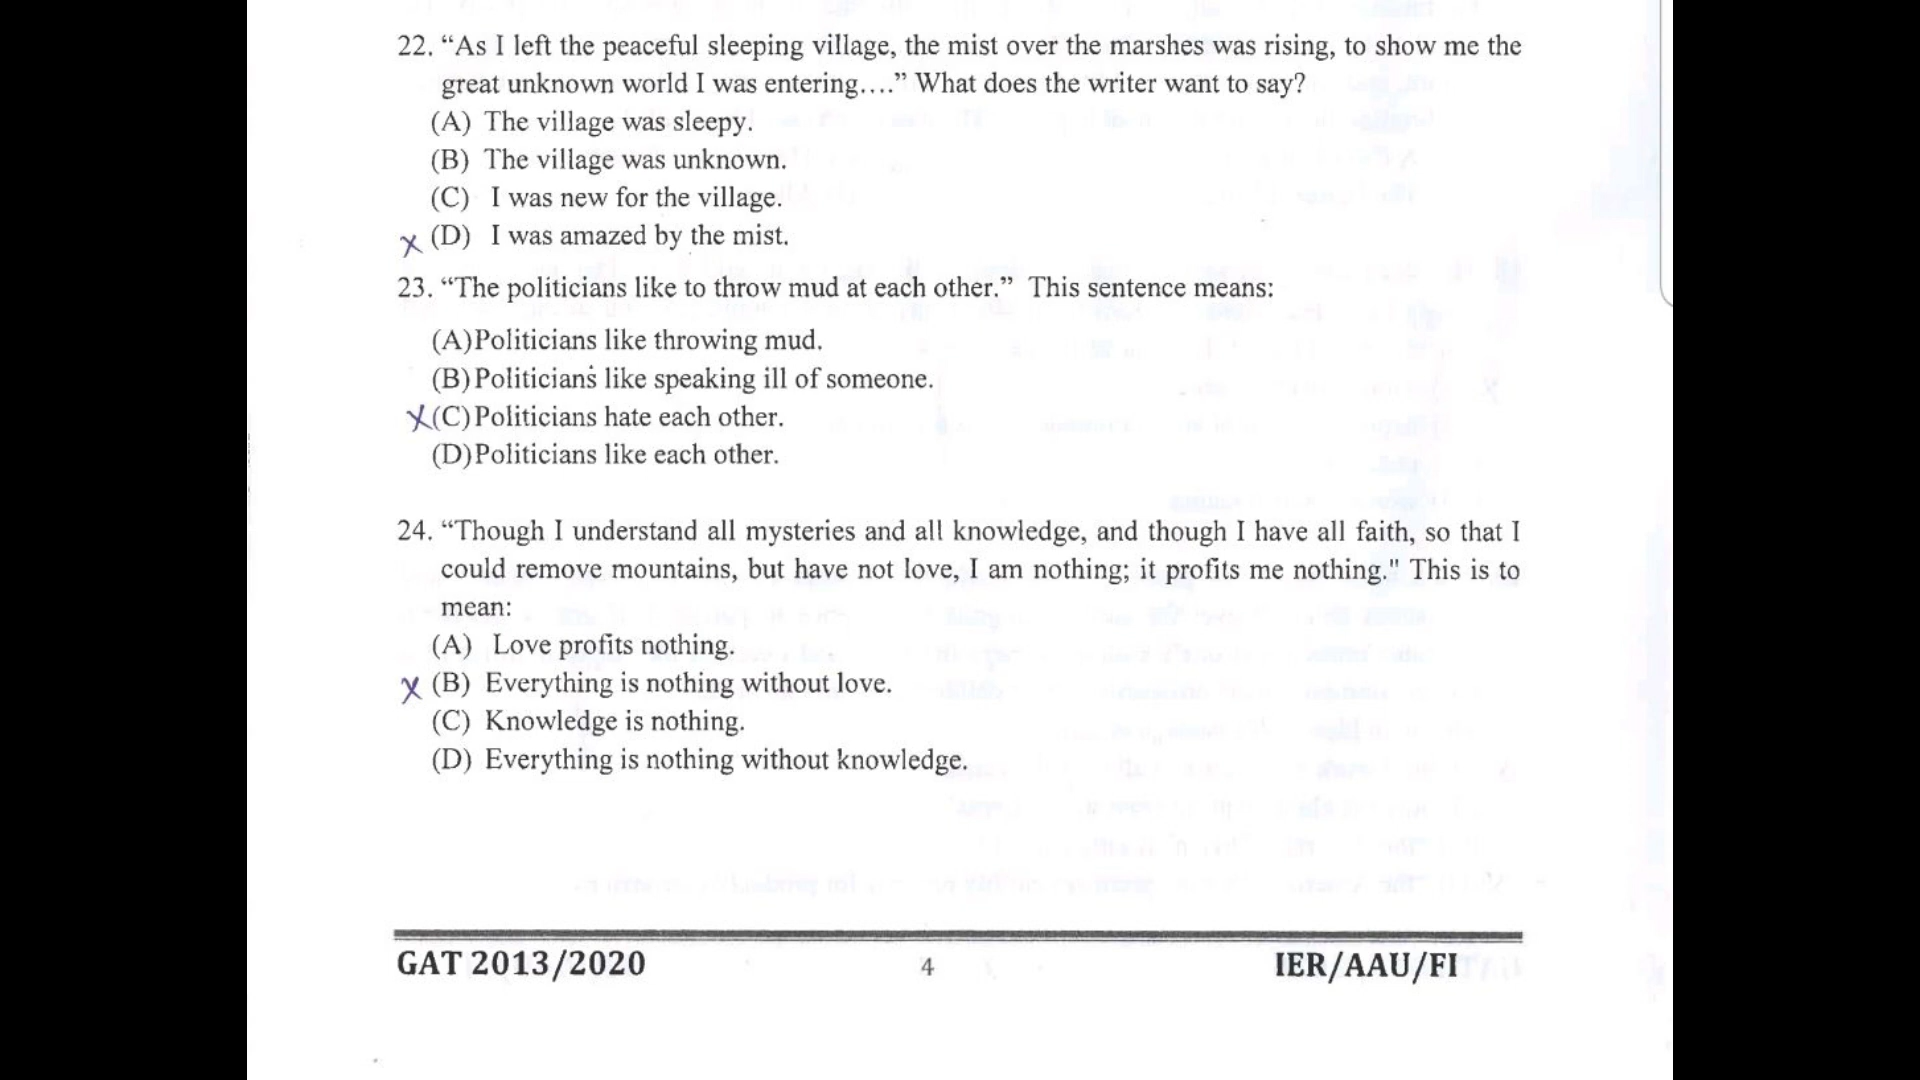 22. “As I left the peaceful sleeping village, the mist over the marshes was rising, to show me the
great unknown world I was entering….” What does the writer want to say?
(A) The village was sleepy.
(B) The village was unknown.
(C) I was new for the village.
X (D) I was amazed by the mist.
23. “The politicians like to throw mud at each other.” This sentence means:
(A)Politicians like throwing mud.
(B)Politicians like speaking ill of someone.
X (C)Politicians hate each other.
(D)Politicians like each other.
24. “Though I understand all mysteries and all knowledge, and though I have all faith, so that I
could remove mountains, but have not love, I am nothing; it profits me nothing." This is to
mean:
(A) Love profits nothing.
X (B) Everything is nothing without love.
(C) Knowledge is nothing.
(D) Everything is nothing without knowledge.
GAT 2013/2020 4 IER/AAU/FI